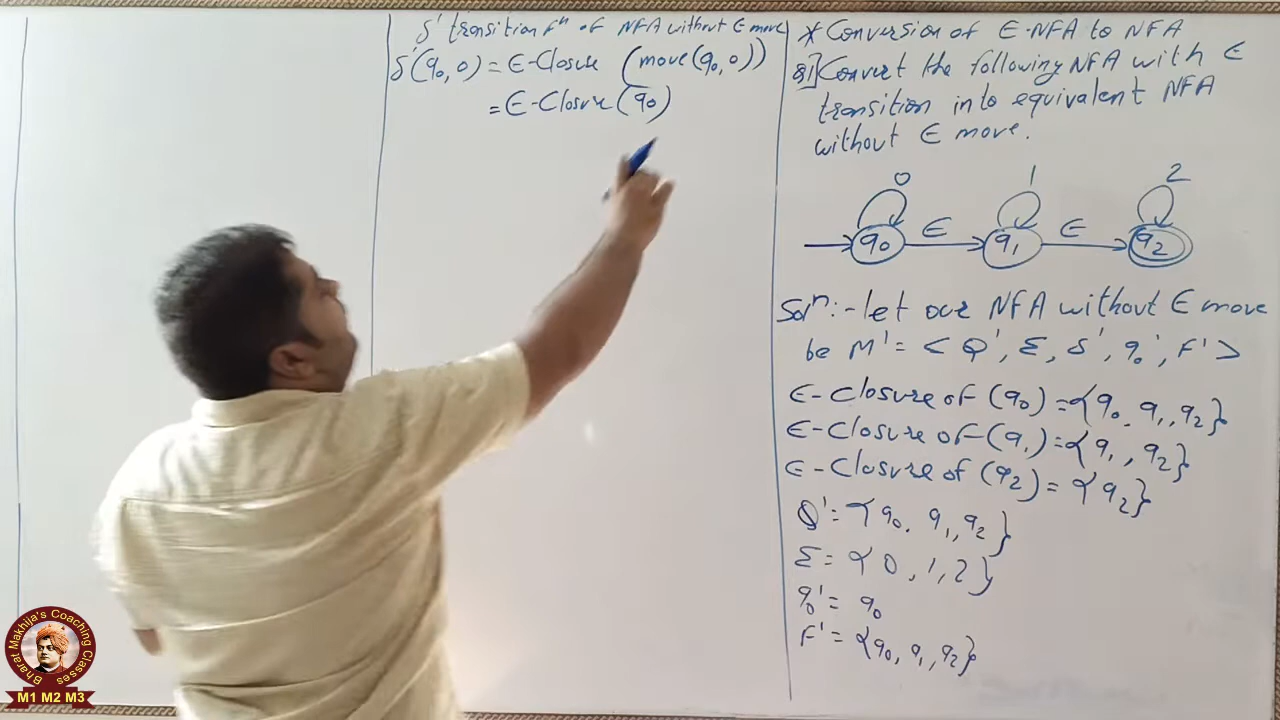 δ' transition Fⁿ of NFA without ∈ move
δ'(q₀,0) = ∈-Closure (move(q₀,0))
= ∈-Closure(q₀)
* Conversion of ∈-NFA to NFA
Q1] Convert the following NFA with ∈
transition into equivalent NFA
without ∈ move.
0 1 2
q₀ ∈ q₁ ∈ q₂
Solⁿ:- let our NFA without ∈ move
be M' = < Q', Σ, δ', q₀', F' >
∈-Closure of (q₀) = {q₀, q₁, q₂}
∈-Closure of (q₁) = {q₁, q₂}
∈-Closure of (q₂) = {q₂}
Q' = {q₀, q₁, q₂}
Σ = {0, 1, 2}
q₀' = q₀
F' = {q₀, q₁, q₂}
Bharat Makhija's Coaching Classes
M1 M2 M3